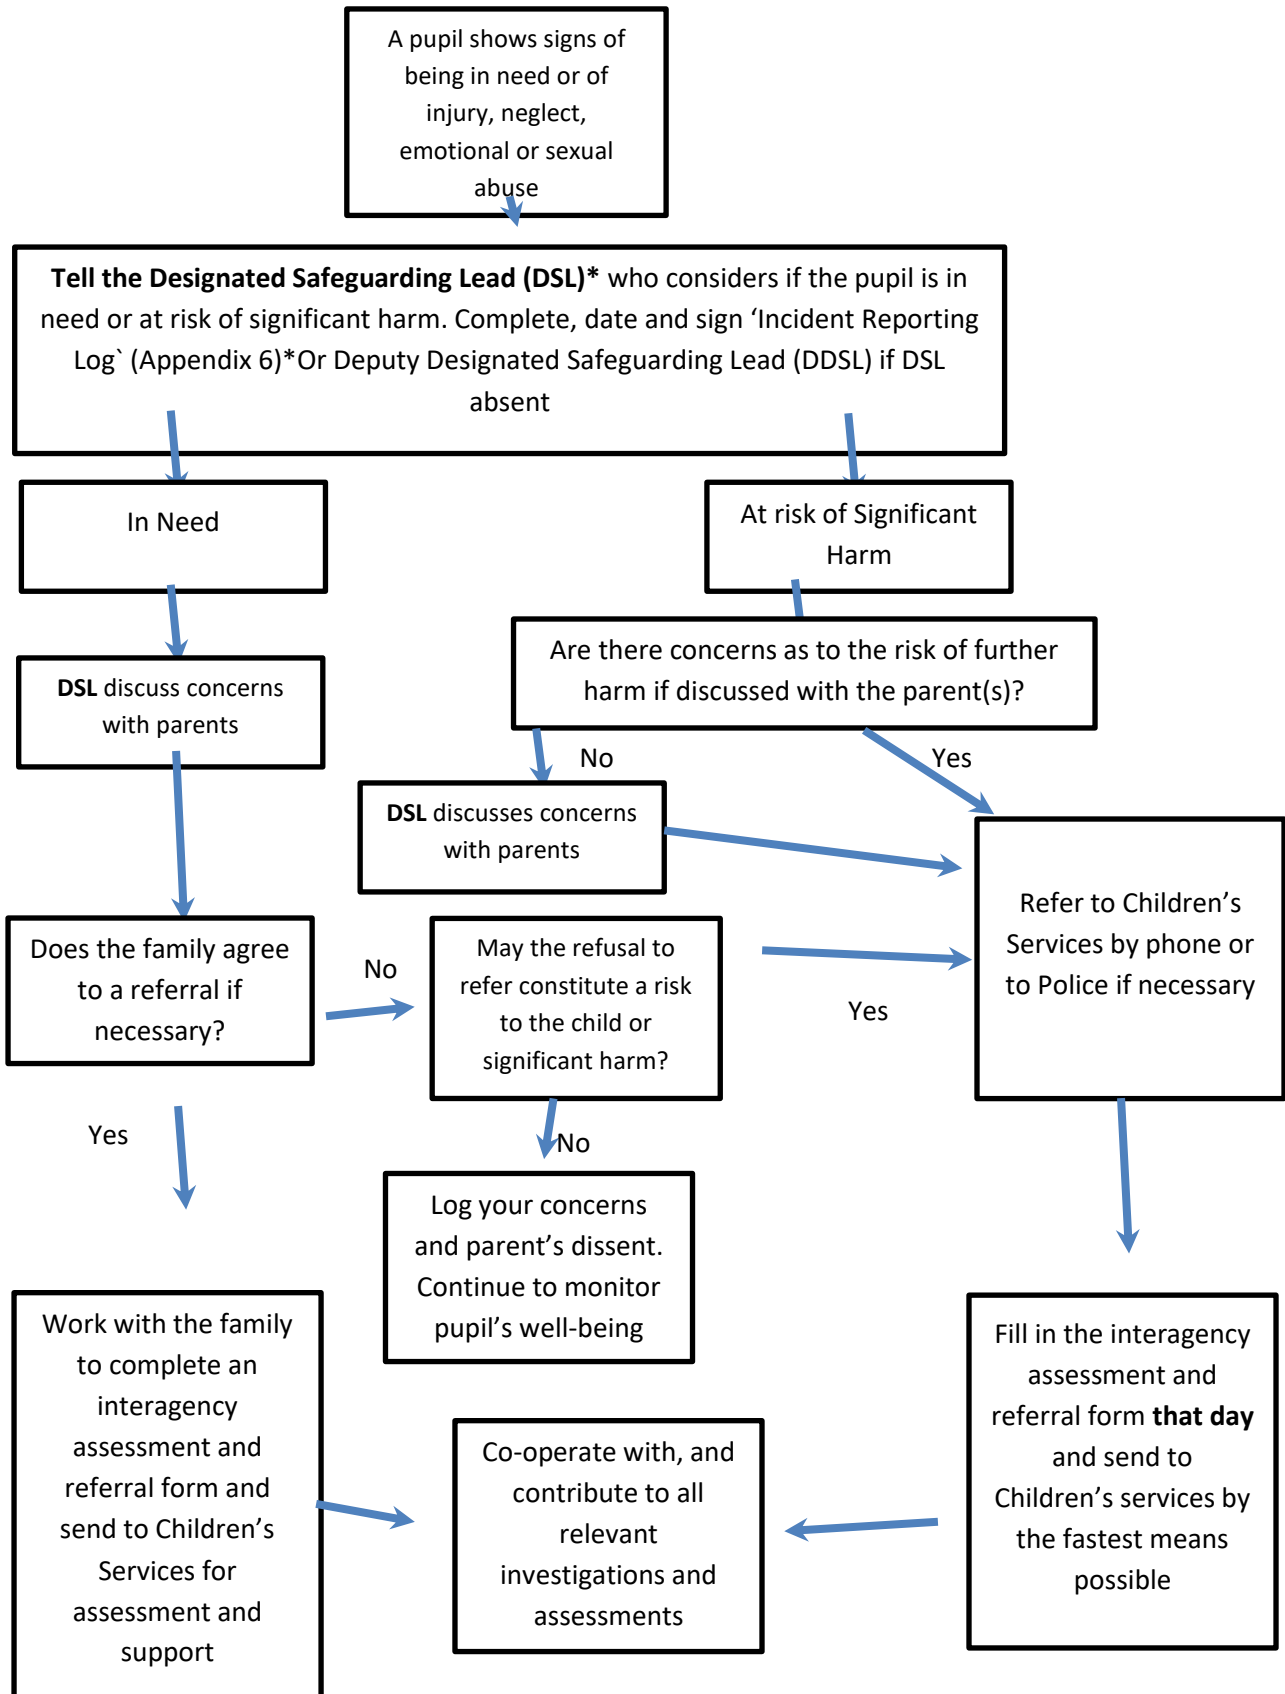 A pupil shows signs of
being in need or of
injury, neglect,
emotional or sexual
abuse
Tell the Designated Safeguarding Lead (DSL)* who considers if the pupil is in
need or at risk of significant harm. Complete, date and sign ‘Incident Reporting
Log` (Appendix 6)*Or Deputy Designated Safeguarding Lead (DDSL) if DSL
absent
In Need
At risk of Significant
Harm
DSL discuss concerns
with parents
Are there concerns as to the risk of further
harm if discussed with the parent(s)?
No
Yes
DSL discusses concerns
with parents
Does the family agree
to a referral if
necessary?
No
May the refusal to
refer constitute a risk
to the child or
significant harm?
Yes
Refer to Children’s
Services by phone or
to Police if necessary
Yes
No
Log your concerns
and parent’s dissent.
Continue to monitor
pupil’s well-being
Work with the family
to complete an
interagency
assessment and
referral form and
send to Children’s
Services for
assessment and
support
Co-operate with, and
contribute to all
relevant
investigations and
assessments
Fill in the interagency
assessment and
referral form that day
and send to
Children’s services by
the fastest means
possible